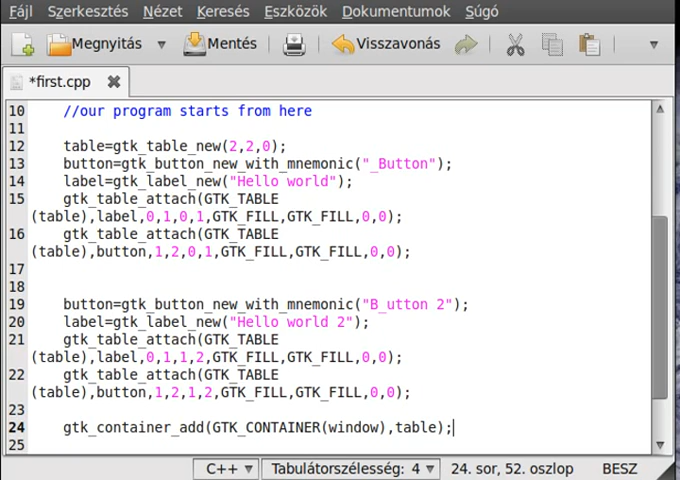 Fájl Szerkesztés Nézet Keresés Eszközök Dokumentumok Súgó
Megnyitás Mentés Visszavonás
*first.cpp
10 //our program starts from here
11
12 table=gtk_table_new(2,2,0);
13 button=gtk_button_new_with_mnemonic("_Button");
14 label=gtk_label_new("Hello world");
15 gtk_table_attach(GTK_TABLE
(table),label,0,1,0,1,GTK_FILL,GTK_FILL,0,0);
16 gtk_table_attach(GTK_TABLE
(table),button,1,2,0,1,GTK_FILL,GTK_FILL,0,0);
17
18
19 button=gtk_button_new_with_mnemonic("B_utton 2");
20 label=gtk_label_new("Hello world 2");
21 gtk_table_attach(GTK_TABLE
(table),label,0,1,1,2,GTK_FILL,GTK_FILL,0,0);
22 gtk_table_attach(GTK_TABLE
(table),button,1,2,1,2,GTK_FILL,GTK_FILL,0,0);
23
24 gtk_container_add(GTK_CONTAINER(window),table);
25
C++ Tabulátorszélesség: 4 24. sor, 52. oszlop BESZ